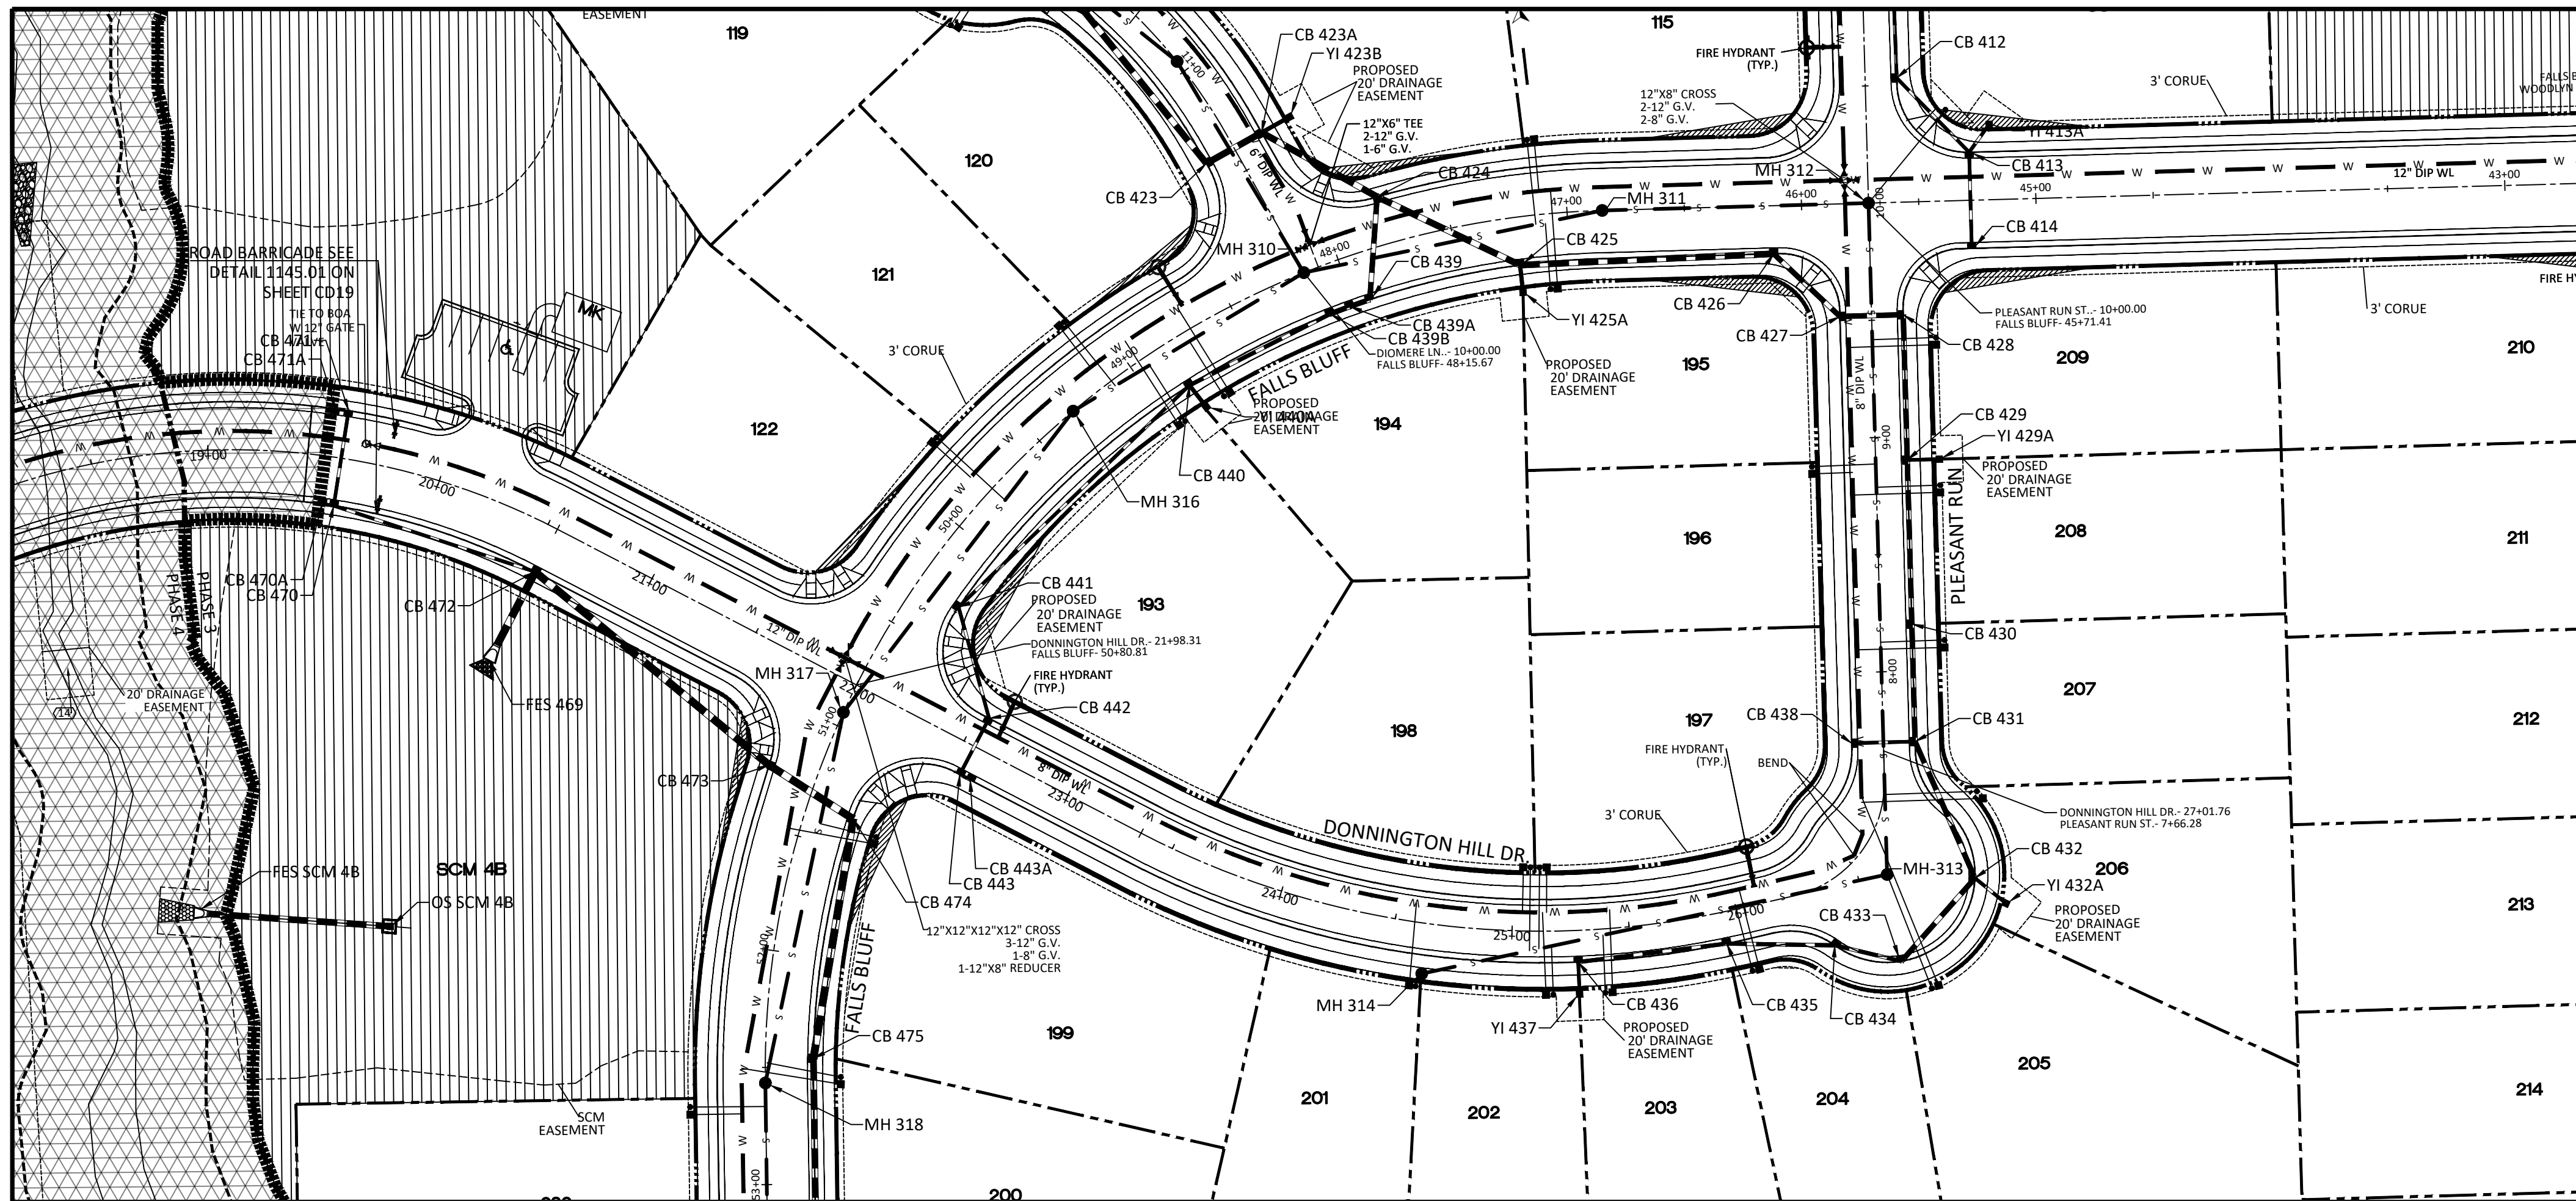 EASEMENT
119
115
120
121
122
CB 423A
YI 423B
PROPOSED
20' DRAINAGE
EASEMENT
12"X6" TEE
2-12" G.V.
1-6" G.V.
11+00
6" DIP WL
CB 423
CB 424
MH 310
48+00
FIRE HYDRANT
(TYP.)
12"X8" CROSS
2-12" G.V.
2-8" G.V.
CB 412
3' CORUE
FALLS B
WOODLYN
YI 413A
CB 413
MH 312
46+00
10+00
45+00
12" DIP WL
43+00
47+00
MH 311
CB 425
CB 414
CB 439
CB 439A
CB 439B
DIOMERE LN..- 10+00.00
FALLS BLUFF- 48+15.67
CB 426
YI 425A
CB 427
CB 428
PLEASANT RUN ST..- 10+00.00
FALLS BLUFF- 45+71.41
FIRE HY
3' CORUE
ROAD BARRICADE SEE
DETAIL 1145.01 ON
SHEET CD19
TIE TO BOA
W 12" GATE
CB 471
CB 471A
MK
3' CORUE
49+00
FALLS BLUFF
PROPOSED
20' DRAINAGE
EASEMENT
YI 440A
PROPOSED
20' DRAINAGE
EASEMENT
195
209
210
194
8" DIP WL
9+00
CB 429
YI 429A
PROPOSED
20' DRAINAGE
EASEMENT
PLEASANT RUN
19+00
20+00
CB 440
MH 316
50+00
196
208
211
21+00
PHASE 4
PHASE 3
CB 470A
CB 470
CB 472
CB 441
PROPOSED
20' DRAINAGE
EASEMENT
193
DONNINGTON HILL DR.- 21+98.31
FALLS BLUFF- 50+80.81
12" DIP WL
MH 317
22+00
51+00
FIRE HYDRANT
(TYP.)
CB 442
CB 430
8+00
207
20' DRAINAGE
EASEMENT
14
FES 469
CB 473
8" DIP WL
23+00
198
197
CB 438
CB 431
212
FIRE HYDRANT
(TYP.)
BEND
DONNINGTON HILL DR.- 27+01.76
PLEASANT RUN ST.- 7+66.28
3' CORUE
DONNINGTON HILL DR.
CB 443A
CB 443
CB 474
24+00
FES SCM 4B
SCM 4B
OS SCM 4B
MH-313
CB 432
206
YI 432A
213
PROPOSED
20' DRAINAGE
EASEMENT
CB 433
26+00
25+00
12"X12"X12"X12" CROSS
3-12" G.V.
1-8" G.V.
1-12"X8" REDUCER
52+00
FALLS BLUFF
MH 314
CB 436
CB 435
CB 434
YI 437
PROPOSED
20' DRAINAGE
EASEMENT
CB 475
199
205
201
202
203
204
214
SCM
EASEMENT
MH 318
53+00
200